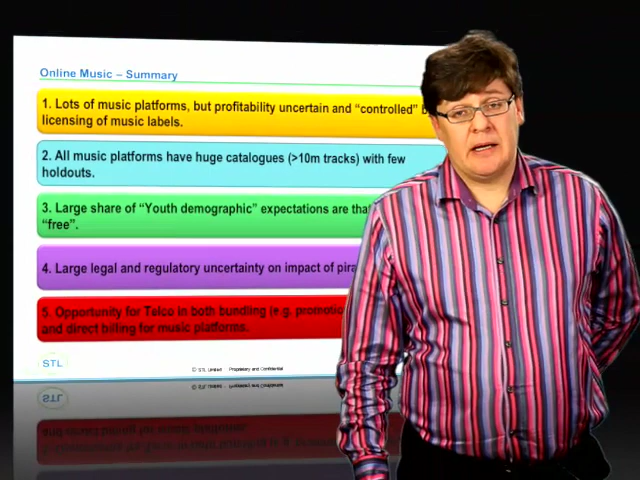 Online Music – Summary
1. Lots of music platforms, but profitability uncertain and “controlled”
licensing of music labels.
2. All music platforms have huge catalogues (>10m tracks) with few
holdouts.
3. Large share of “Youth demographic” expectations are that
“free”.
4. Large legal and regulatory uncertainty on impact of
5. Opportunity for Telco in both bundling (e.g.
and direct billing for music platforms.
STL
© STL Limited Proprietary and Confidential